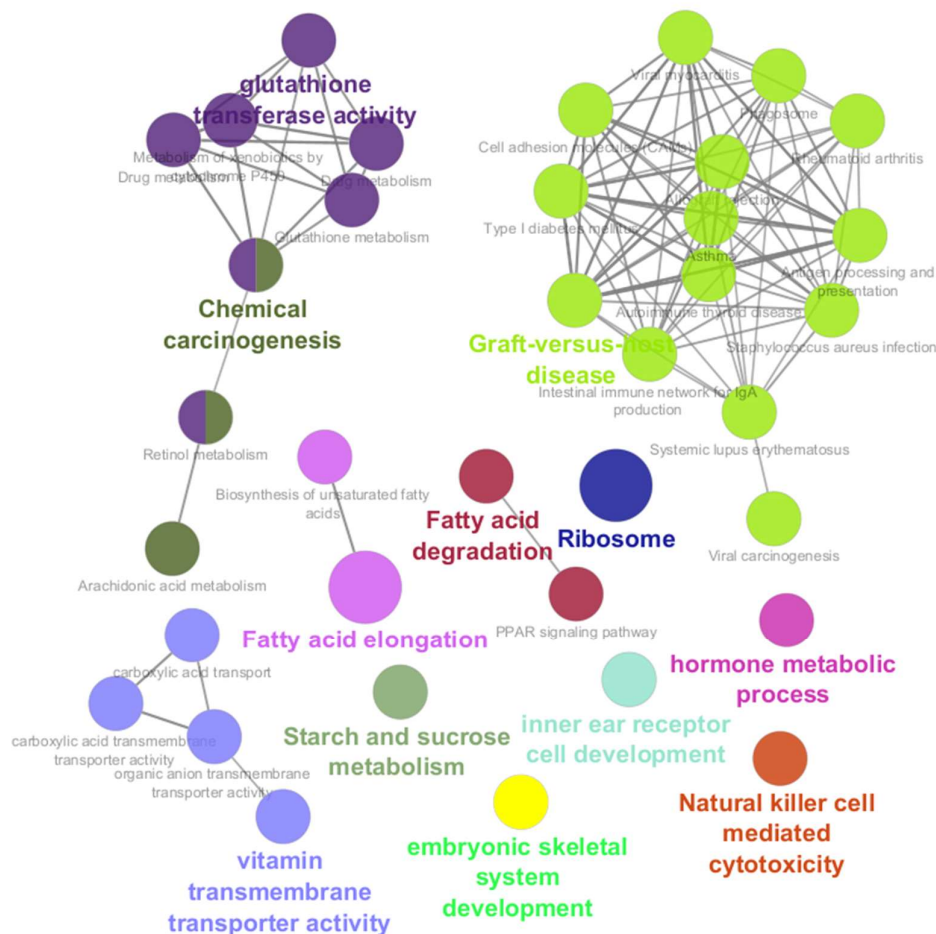 glutathione
transferase activity
Metabolism of xenobiotics by
cytochrome P450
Drug metabolism
Drug metabolism
Glutathione metabolism
Chemical
carcinogenesis
Retinol metabolism
Arachidonic acid metabolism
Viral myocarditis
Phagosome
Cell adhesion molecules (CAMs)
Rheumatoid arthritis
Allograft rejection
Type I diabetes mellitus
Asthma
Antigen processing and
presentation
Autoimmune thyroid disease
Graft-versus-host
disease
Staphylococcus aureus infection
Intestinal immune network for IgA
production
Systemic lupus erythematosus
Viral carcinogenesis
Biosynthesis of unsaturated fatty
acids
Fatty acid elongation
Fatty acid
degradation
PPAR signaling pathway
Ribosome
hormone metabolic
process
carboxylic acid transport
carboxylic acid transmembrane
transporter activity
organic anion transmembrane
transporter activity
vitamin
transmembrane
transporter activity
Starch and sucrose
metabolism
inner ear receptor
cell development
embryonic skeletal
system
development
Natural killer cell
mediated
cytotoxicity